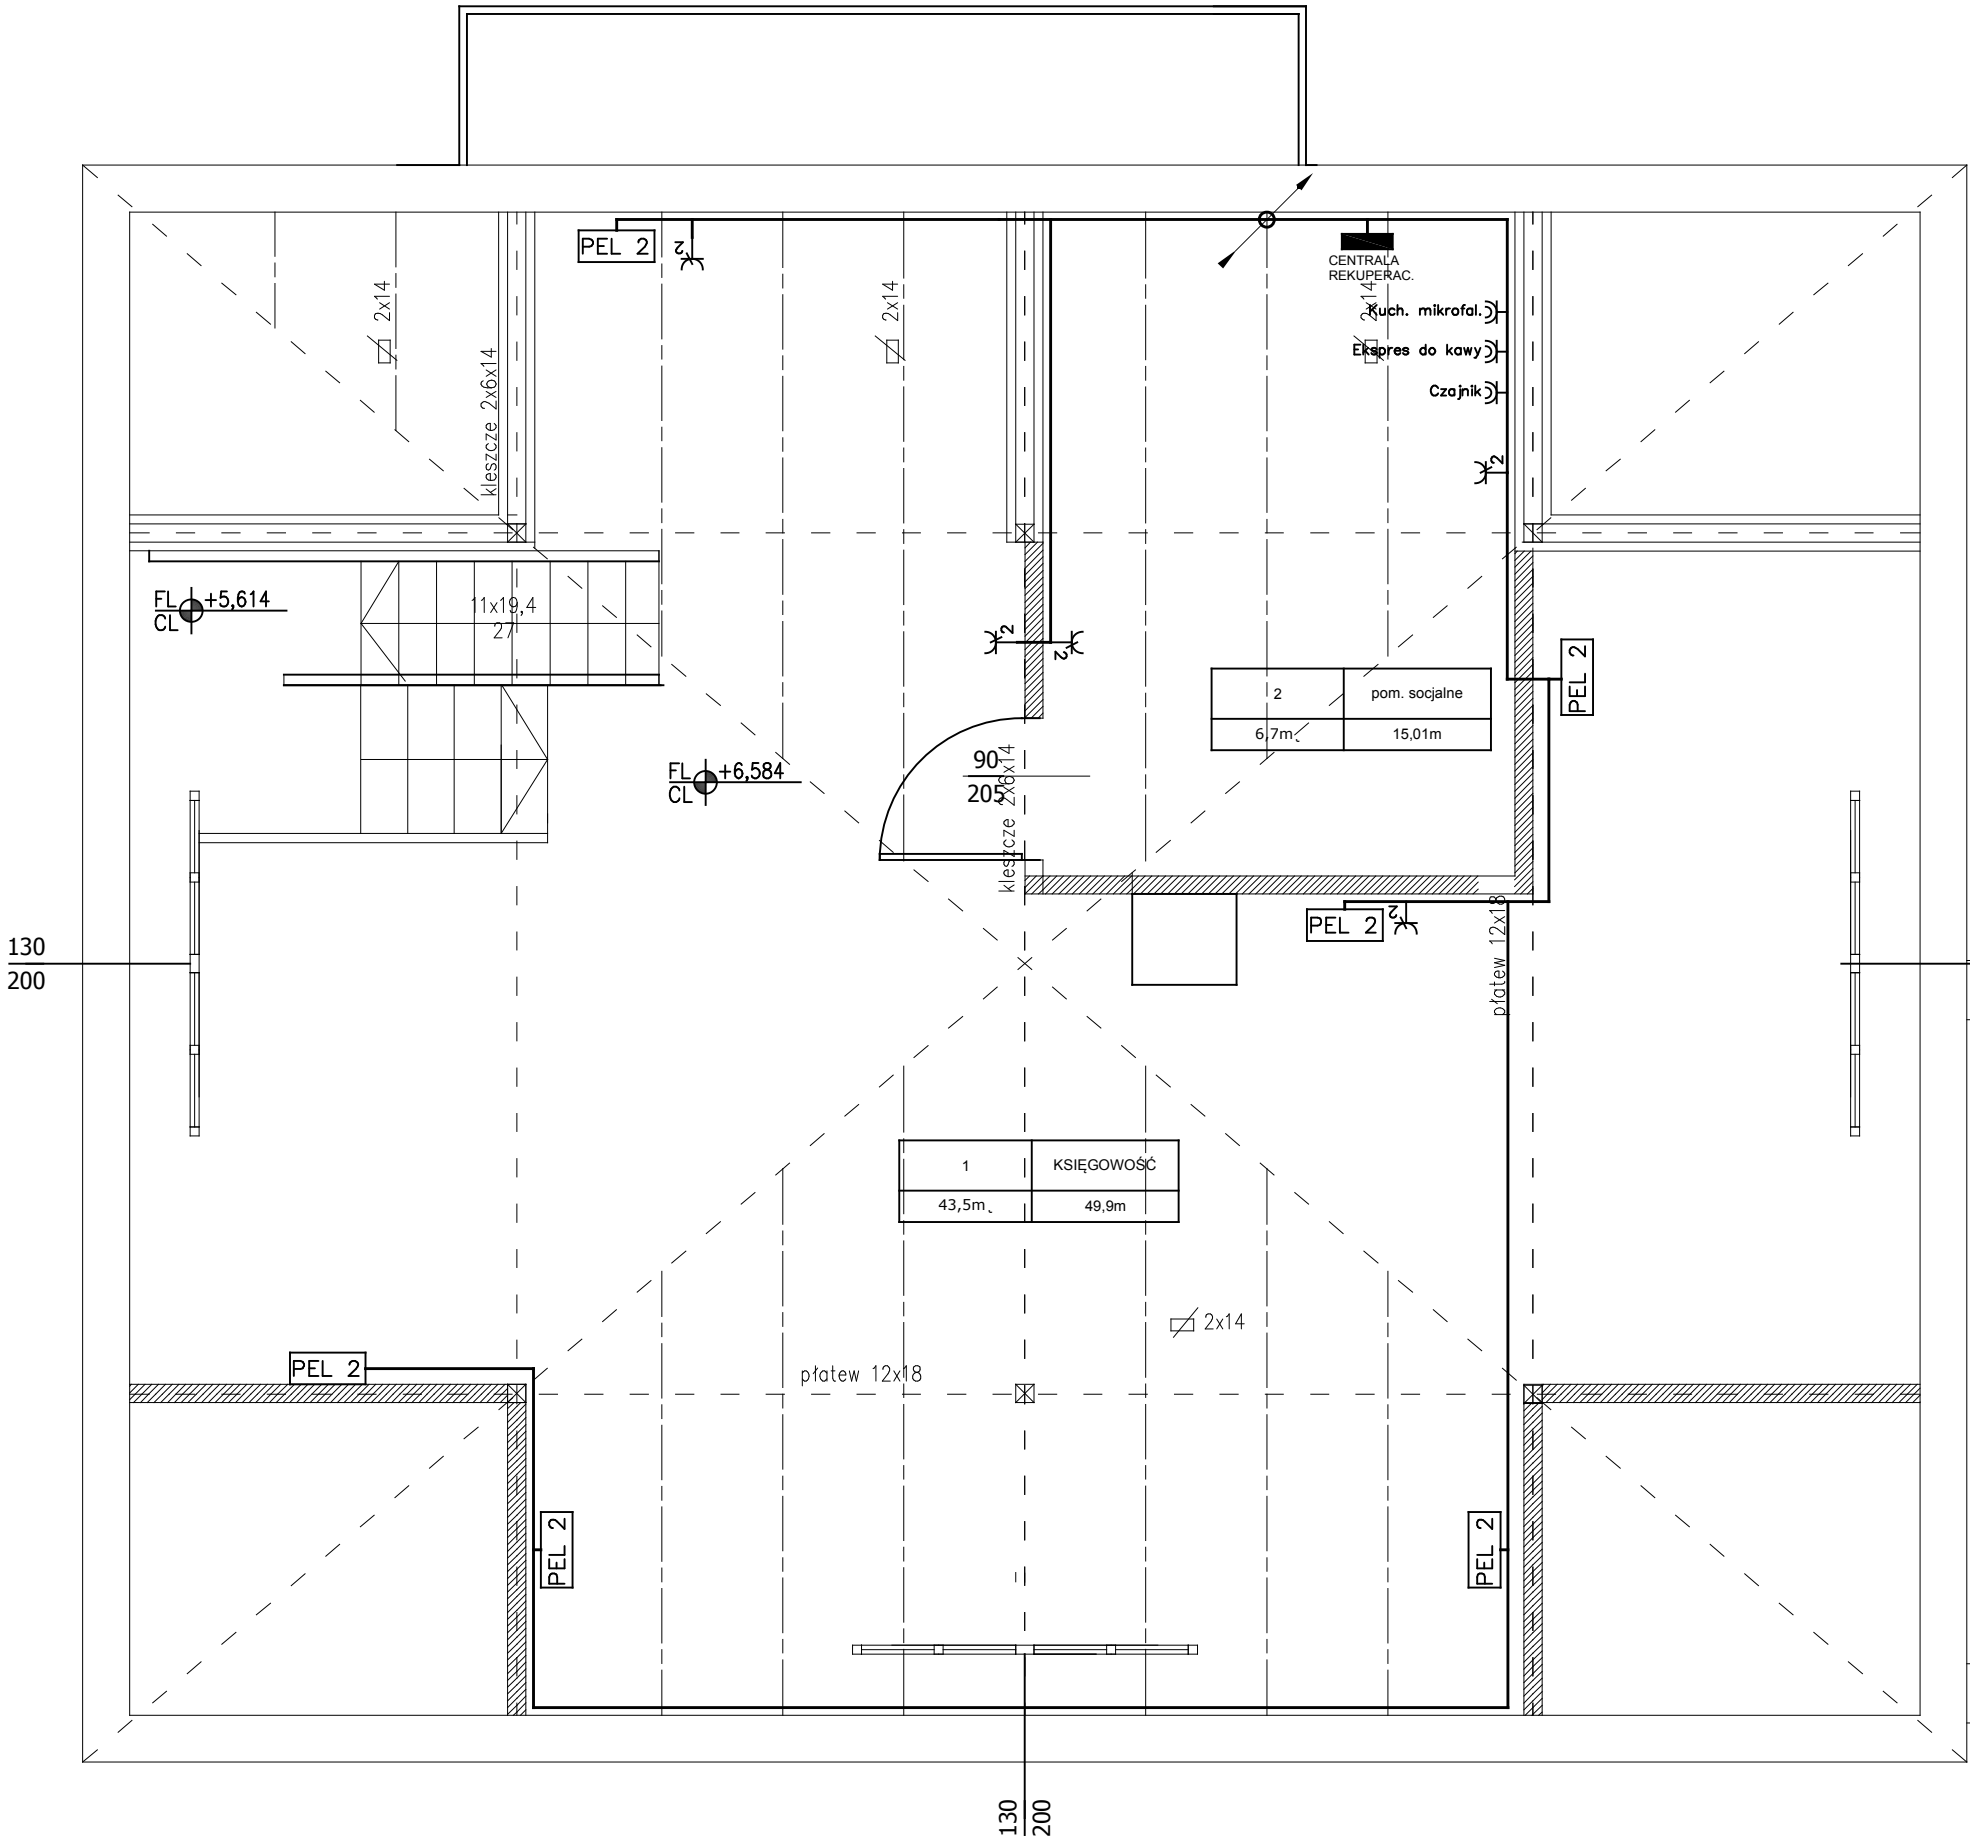 PEL 2
2
CENTRALA
REKUPERAC.
2x14
2x14
2x14
Kuch. mikrofal.
Ekspres do kawy
Czajnik
kleszcze 2x6x14
2
FL +5,614
CL
11x19,4
27
2
2
PEL 2
2 pom. socjalne
6,7m 15,01m
FL +6,584
CL
90
205
kleszcze 2x6x14
PEL 2
2
płatew 12x18
130
200
1 KSIĘGOWOŚĆ
43,5m 49,9m
2x14
płatew 12x18
PEL 2
PEL 2
PEL 2
130
200